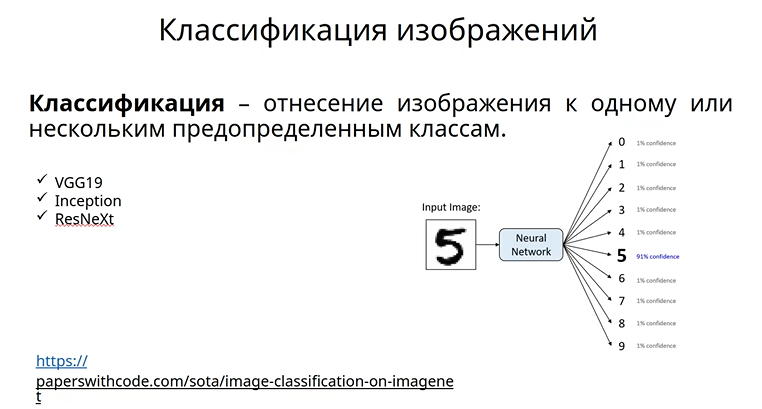 Классификация изображений
Классификация – отнесение изображения к одному или
нескольким предопределенным классам.
✓ VGG19
✓ Inception
✓ ResNeXt
Input Image:
5
Neural
Network
0 1% confidence
1 1% confidence
2 1% confidence
3 1% confidence
4 1% confidence
5 91% confidence
6 1% confidence
7 1% confidence
8 1% confidence
9 1% confidence
https://
paperswithcode.com/sota/image-classification-on-imagene
t